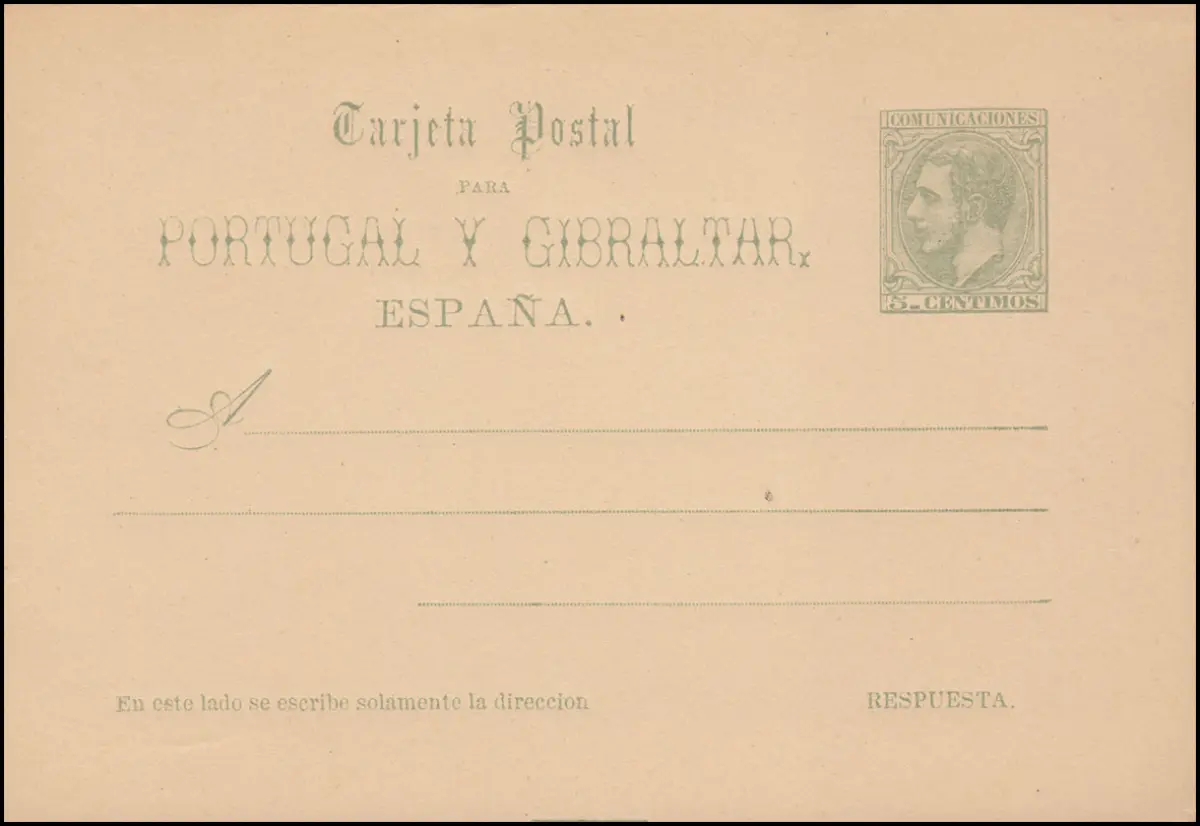 Tarjeta Postal
PARA
PORTUGAL Y GIBRALTAR.
ESPAÑA.
COMUNICACIONES
5 CENTIMOS
A
En este lado se escribe solamente la direccion
RESPUESTA.